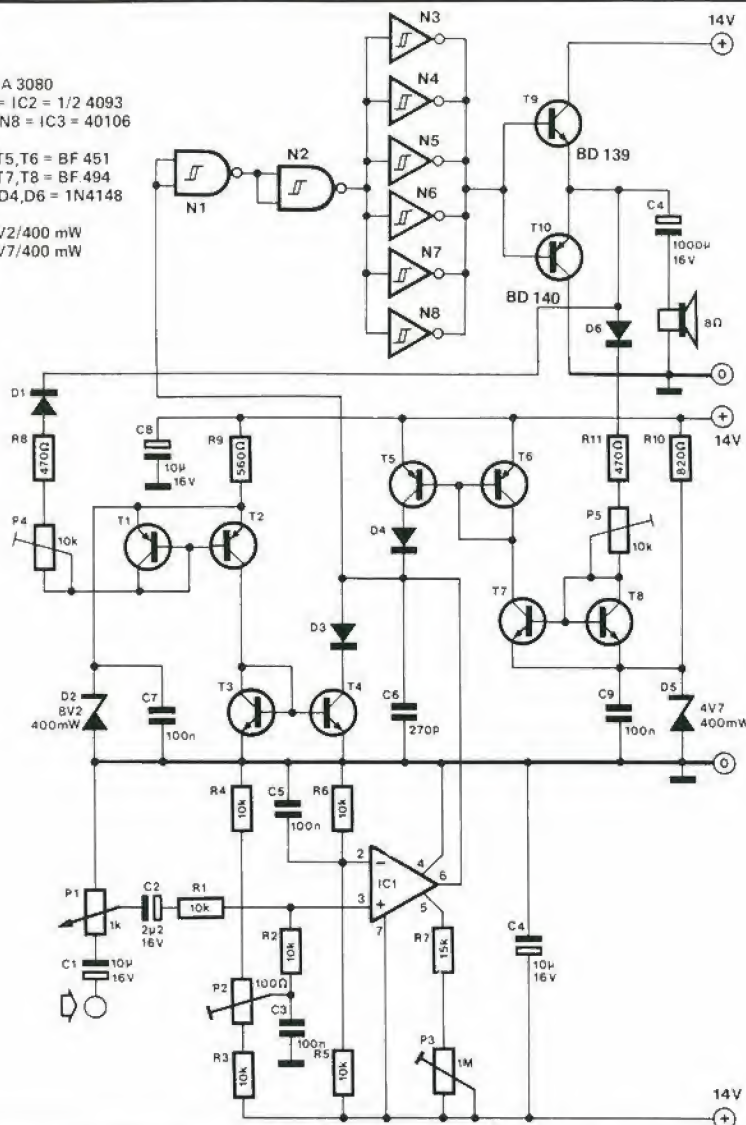 A 3080
= IC2 = 1/2 4093
N8 = IC3 = 40106
T5,T6 = BF 451
T7,T8 = BF 494
D4,D6 = 1N4148
V2/400 mW
V7/400 mW
N3
N4
N5
N6
N7
N8
N1
N2
T9
BD 139
T10
BD 140
14V
+
C4
1000µ
16V
8Ω
0
D6
D1
R8
470Ω
P4
10k
C8
10µ
16V
R9
560Ω
T1
T2
T5
T6
D4
R11
470Ω
R10
820Ω
+
14V
P5
10k
T7
T8
D3
D2
8V2
400mW
C7
100n
T3
T4
C6
270p
C9
100n
D5
4V7
400mW
0
R4
10k
C5
100n
R6
10k
2
−
3
+
4
6
7
5
IC1
P1
1k
C2
2µ2
16V
R1
10k
R2
10k
R7
15k
C4
10µ
16V
C1
10µ
16V
P2
100Ω
C3
100n
R3
10k
R5
10k
P3
1M
14V
+